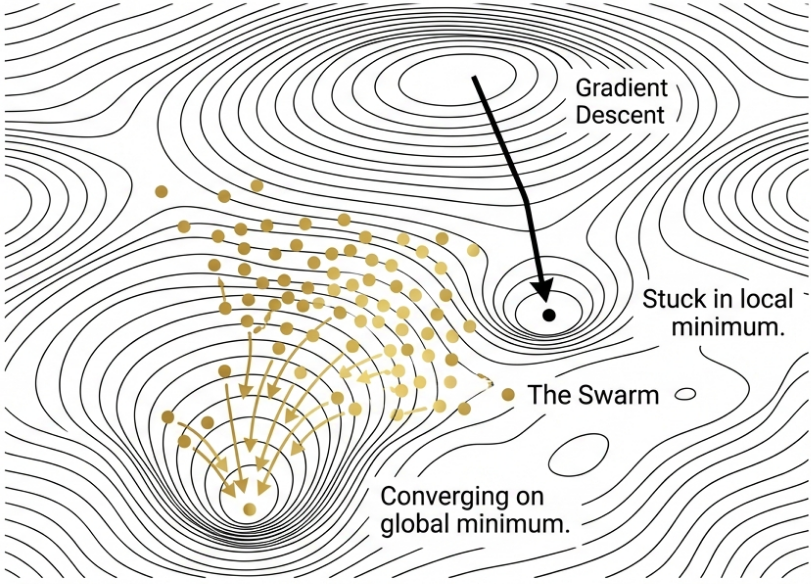 Gradient
Descent
Stuck in local
minimum.
The Swarm
Converging on
global minimum.